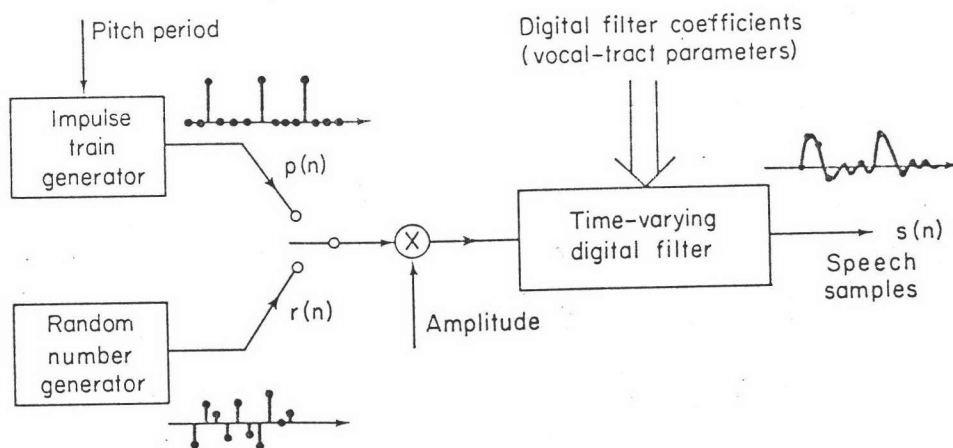 Pitch period
Digital filter coefficients
(vocal-tract parameters)
Impulse
train
generator
p(n)
X
Time-varying
digital filter
s(n)
Speech
samples
r(n)
Amplitude
Random
number
generator